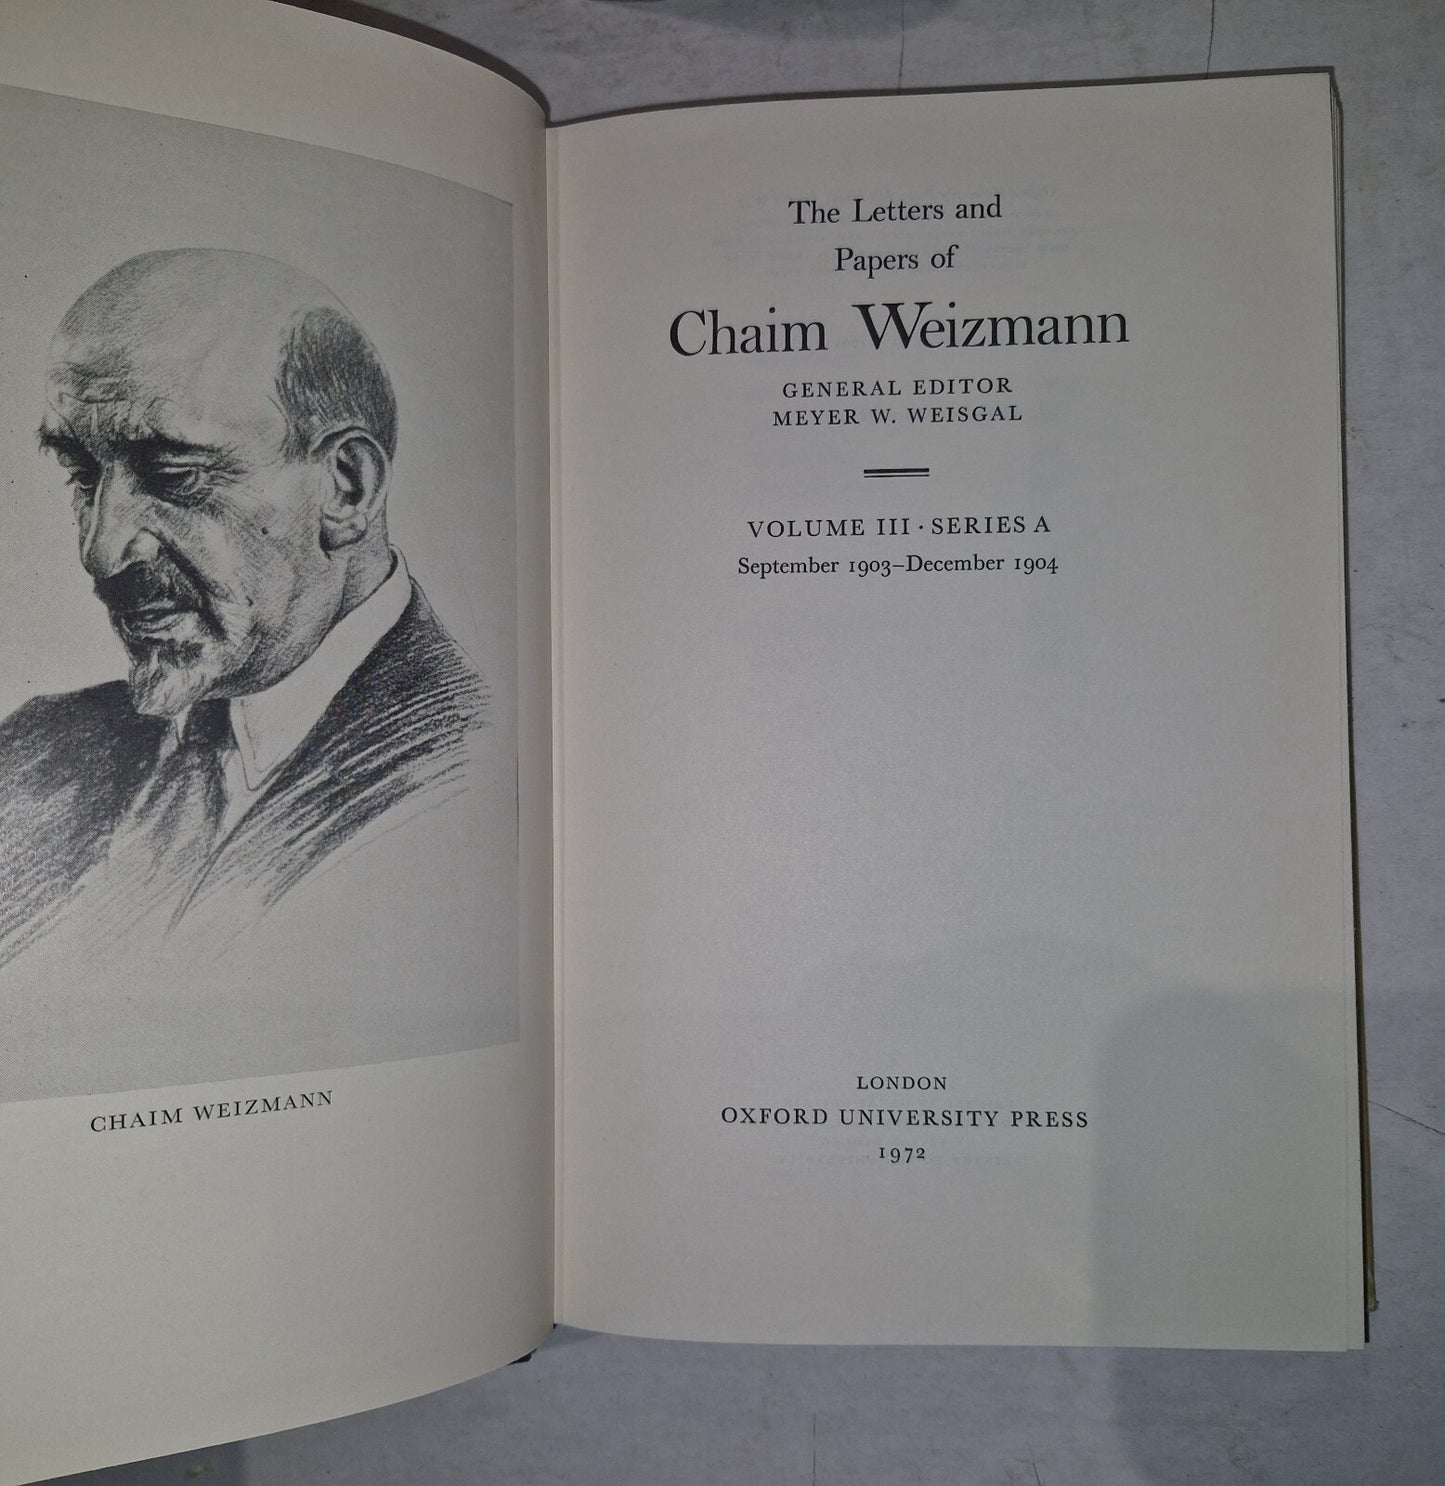 CHAIM WEIZMANN
The Letters and
Papers of
Chaim Weizmann
GENERAL EDITOR
MEYER W. WEISGAL
VOLUME III · SERIES A
September 1903–December 1904
LONDON
OXFORD UNIVERSITY PRESS
1972